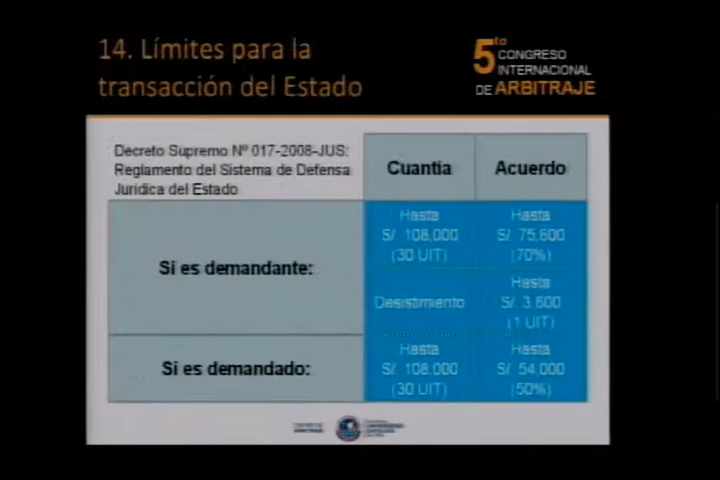 14. Límites para la
transacción del Estado
5to
CONGRESO
INTERNACIONAL
DE ARBITRAJE
Decreto Supremo Nº 017-2008-JUS:
Reglamento del Sistema de Defensa
Jurídica del Estado
Cuantía
Acuerdo
Si es demandante:
Hasta
S/. 108,000
(30 UIT)
Hasta
S/. 75,600
(70%)
Desistimiento
Hasta
S/. 3,600
(1 UIT)
Si es demandado:
Hasta
S/. 108,000
(30 UIT)
Hasta
S/. 54,000
(50%)